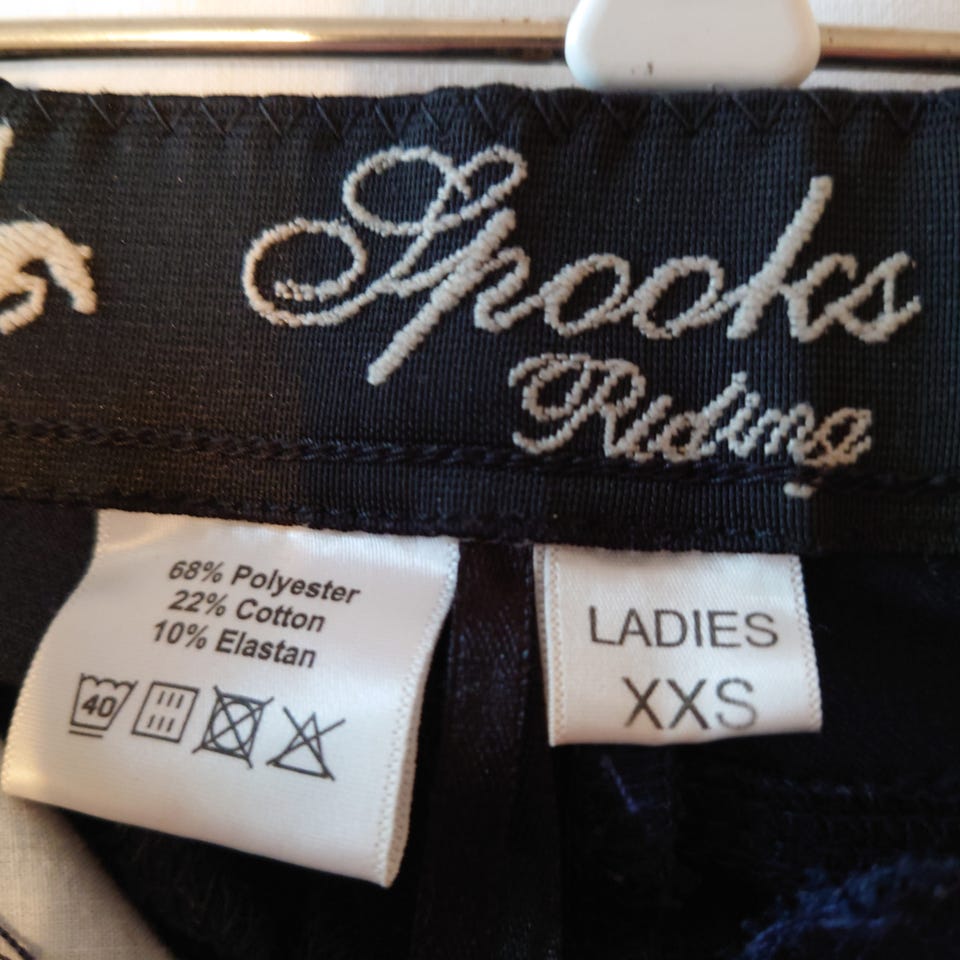 Spooks
Riding
68% Polyester
22% Cotton
10% Elastan
40
LADIES
XXS